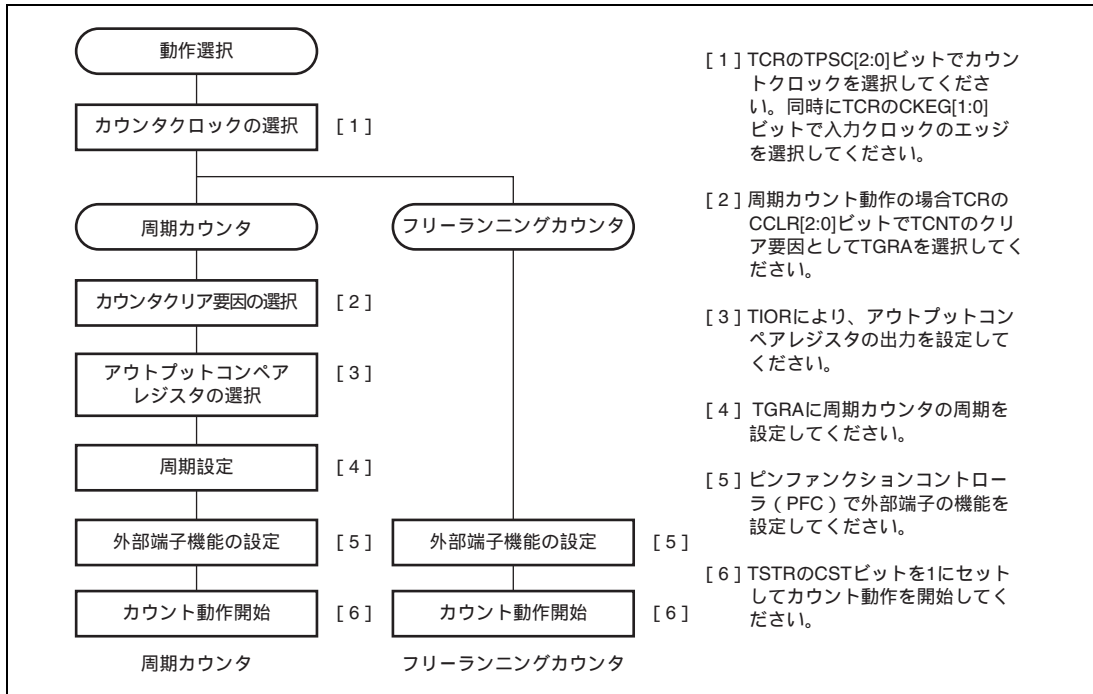 動作選択
カウンタクロックの選択 [ 1 ]
周期カウンタ フリーランニングカウンタ
カウンタクリア要因の選択 [ 2 ]
アウトプットコンペア
レジスタの選択 [ 3 ]
周期設定 [ 4 ]
外部端子機能の設定 [ 5 ] 外部端子機能の設定 [ 5 ]
カウント動作開始 [ 6 ] カウント動作開始 [ 6 ]
周期カウンタ フリーランニングカウンタ
[ 1 ] TCRのTPSC[2:0]ビットでカウン
トクロックを選択してくださ
い。同時にTCRのCKEG[1:0]
ビットで入力クロックのエッジ
を選択してください。
[ 2 ] 周期カウント動作の場合TCRの
CCLR[2:0]ビットでTCNTのクリ
ア要因としてTGRAを選択してく
ださい。
[ 3 ] TIORにより、アウトプットコン
ペアレジスタの出力を設定して
ください。
[ 4 ] TGRAに周期カウンタの周期を
設定してください。
[ 5 ] ピンファンクションコントロー
ラ（PFC）で外部端子の機能を
設定してください。
[ 6 ] TSTRのCSTビットを1にセット
してカウント動作を開始してく
ださい。